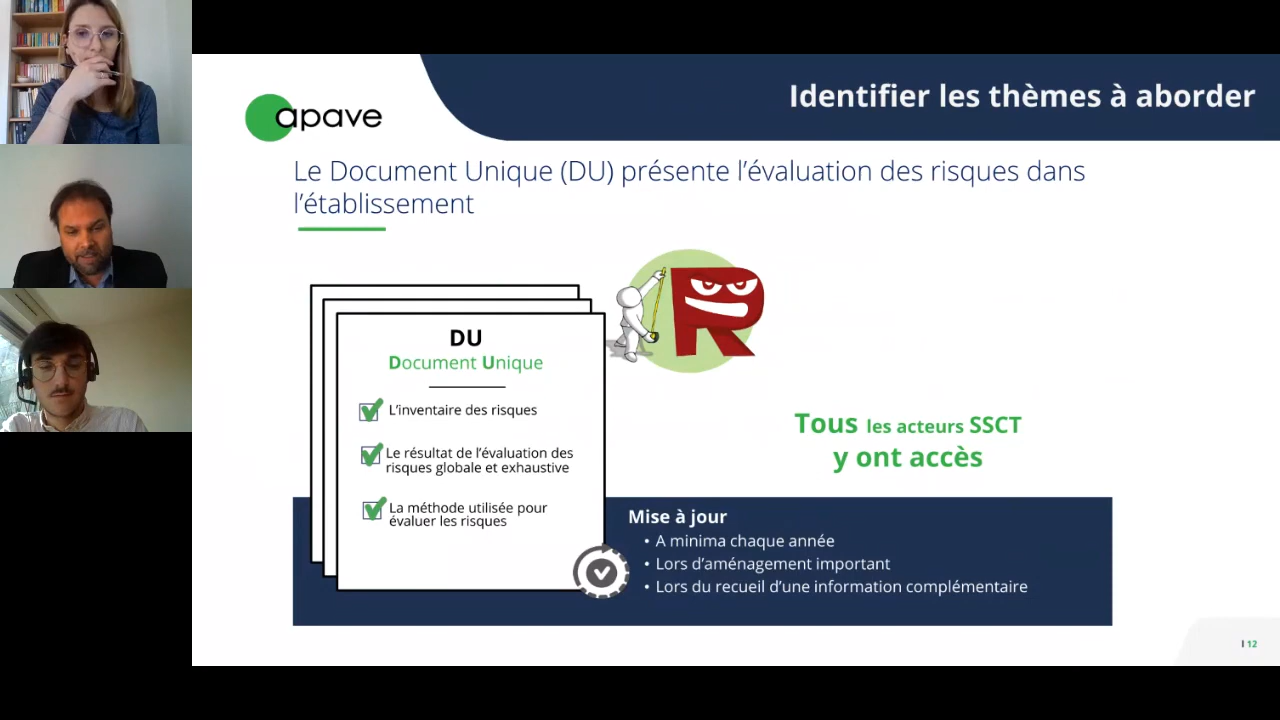 Identifier les thèmes à aborder
apave
Le Document Unique (DU) présente l’évaluation des risques dans
l’établissement
DU
Document Unique
L’inventaire des risques
Le résultat de l’évaluation des
risques globale et exhaustive
La méthode utilisée pour
évaluer les risques
R
Tous les acteurs SSCT
y ont accès
Mise à jour
• A minima chaque année
• Lors d’aménagement important
• Lors du recueil d’une information complémentaire
I 12